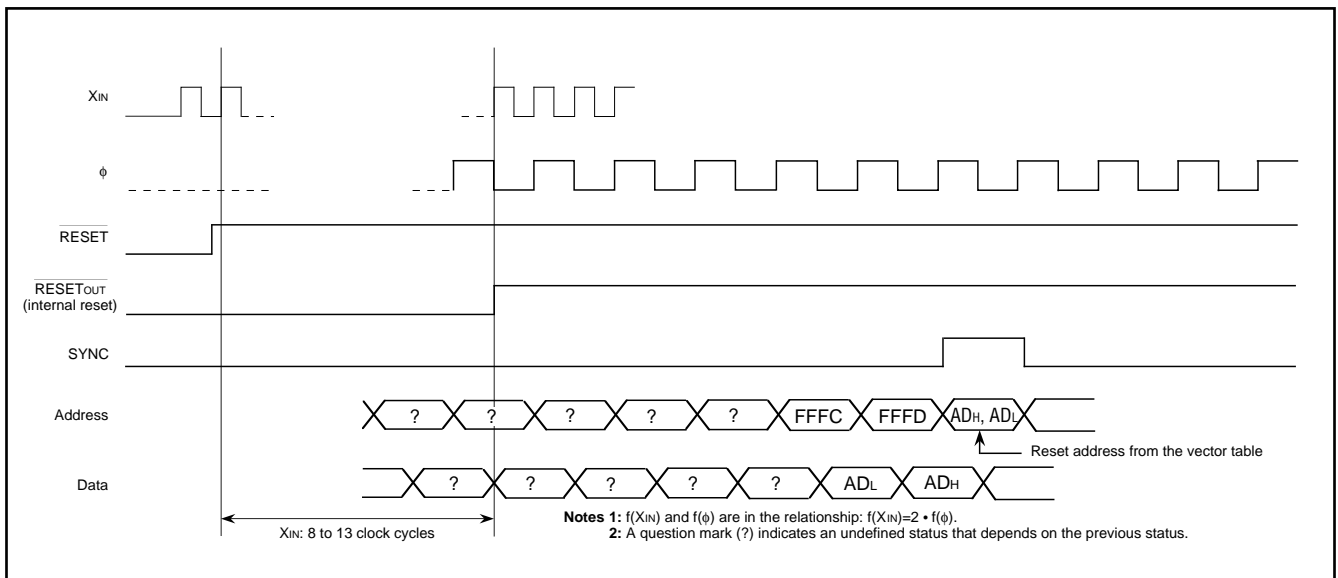 XIN
ϕ
RESET
RESETOUT
(internal reset)
SYNC
Address
? ? ? ? ? FFFC FFFD ADH, ADL
Reset address from the vector table
Data
? ? ? ? ? ADL ADH
XIN: 8 to 13 clock cycles
Notes 1: f(XIN) and f(ϕ) are in the relationship: f(XIN)=2 • f(ϕ).
2: A question mark (?) indicates an undefined status that depends on the previous status.